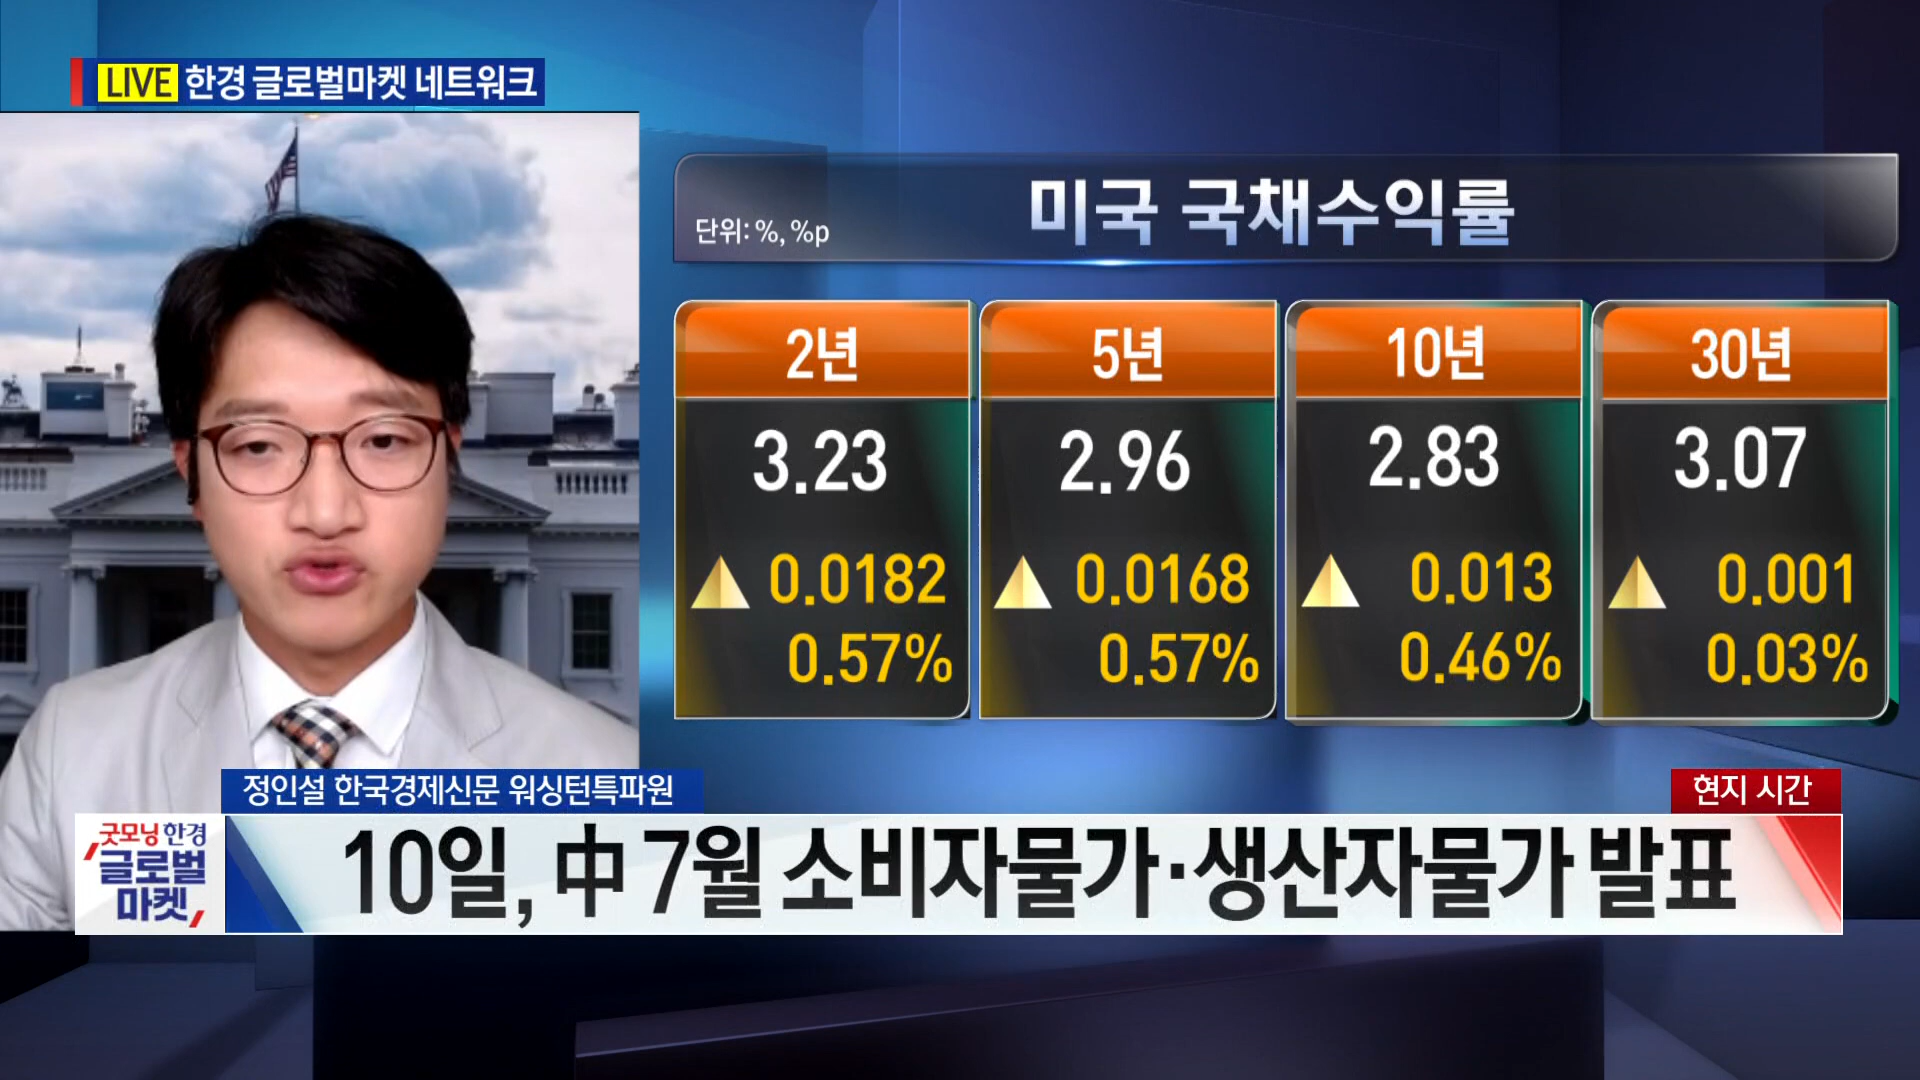 LIVE 한경 글로벌마켓 네트워크
단위: %, %p
미국 국채수익률
2년
3.23
▲ 0.0182
0.57%
5년
2.96
▲ 0.0168
0.57%
10년
2.83
▲ 0.013
0.46%
30년
3.07
▲ 0.001
0.03%
정인설 한국경제신문 워싱턴특파원
현지 시간
굿모닝 한경
글로벌
마켓
10일, 中 7월 소비자물가·생산자물가 발표